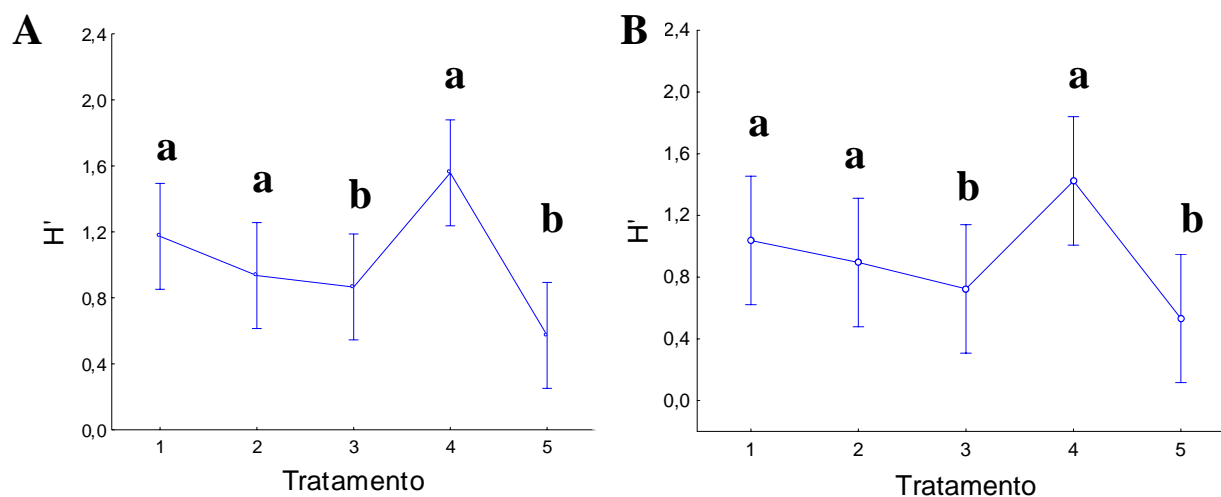 A
2,4
2,0
1,6
1,2
0,8
0,4
0,0
H'
a
a
b
a
b
1 2 3 4 5
Tratamento
B
2,4
2,0
1,6
1,2
0,8
0,4
0,0
H'
a
a
b
a
b
1 2 3 4 5
Tratamento